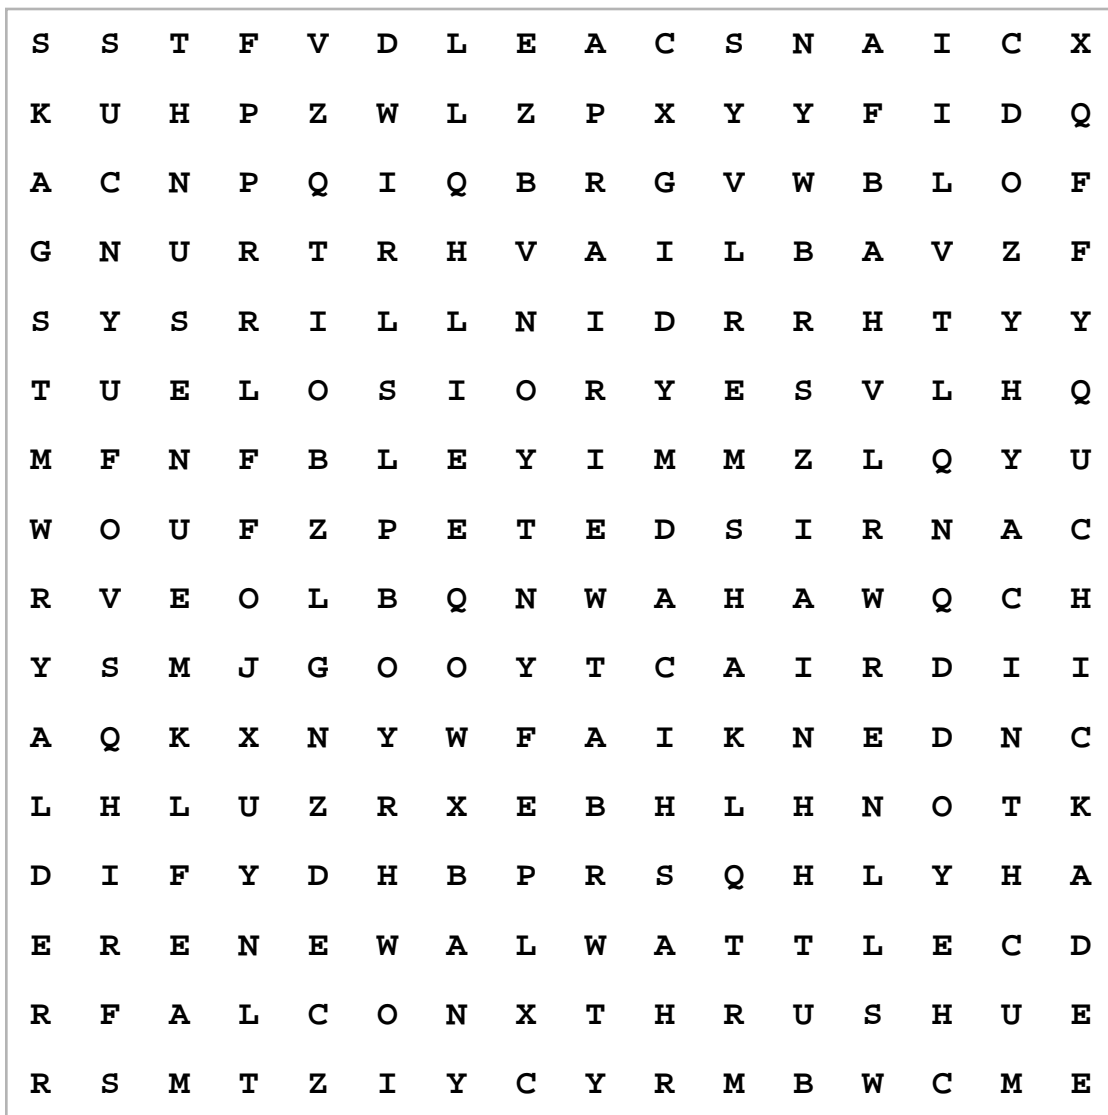 S S T F V D L E A C S N A I C X
K U H P Z W L Z P X Y Y F I D Q
A C N P Q I Q B R G V W B L O F
G N U R T R H V A I L B A V Z F
S Y S R I L L N I D R R H T Y Y
T U E L O S I O R Y E S V L H Q
M F N F B L E Y I M M Z L Q Y U
W O U F Z P E T E D S I R N A C
R V E O L B Q N W A H A W Q C H
Y S M J G O O Y T C A I R D I I
A Q K X N Y W F A I K N E D N C
L H L U Z R X E B H L H N O T K
D I F Y D H B P R S Q H L Y H A
E R E N E W A L W A T T L E C D
R F A L C O N X T H R U S H U E
R S M T Z I Y C Y R M B W C M E